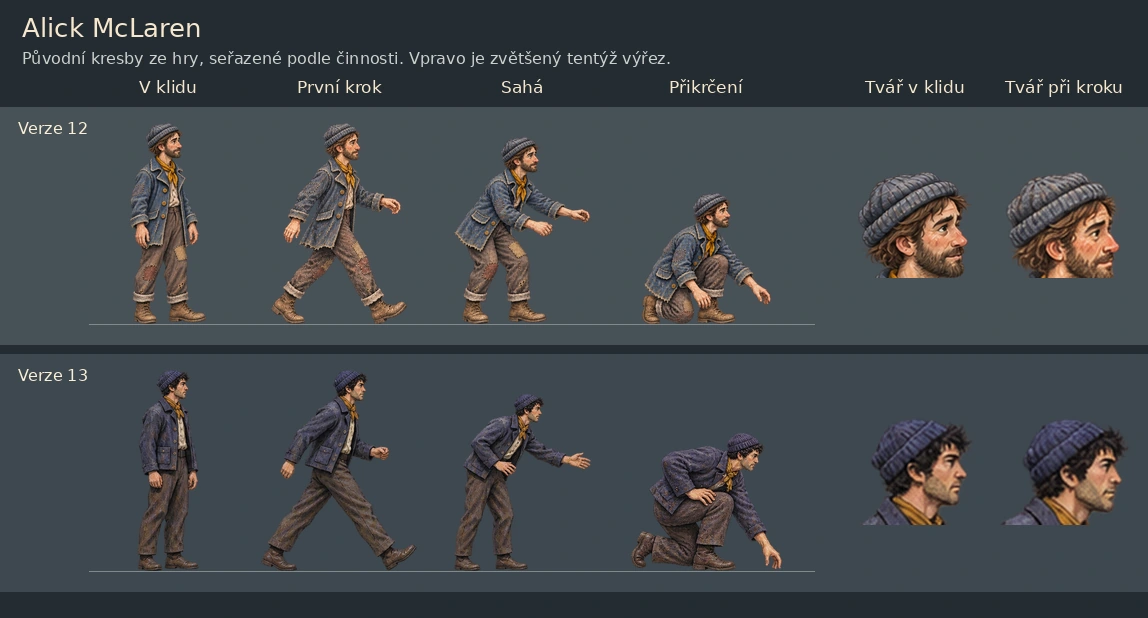 Alick McLaren
Původní kresby ze hry, seřazené podle činnosti. Vpravo je zvětšený tentýž výřez.
V klidu První krok Sahá Přikrčení Tvář v klidu Tvář při kroku
Verze 12
Verze 13